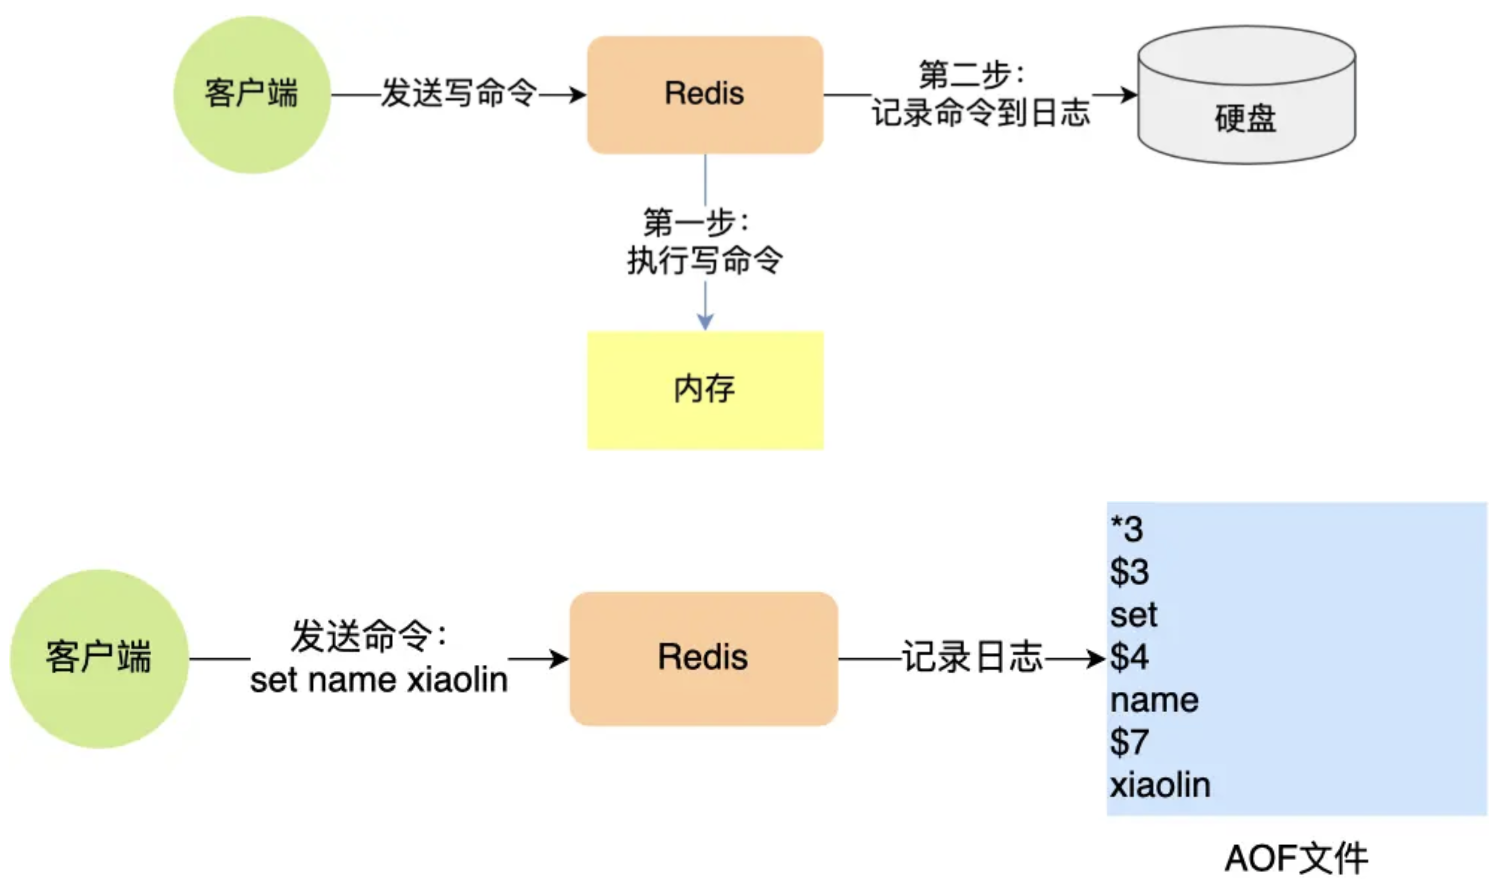 客户端
发送写命令
Redis
第二步：
记录命令到日志
硬盘
第一步：
执行写命令
内存
客户端
发送命令：
set name xiaolin
Redis
记录日志
*3
$3
set
$4
name
$7
xiaolin
AOF文件